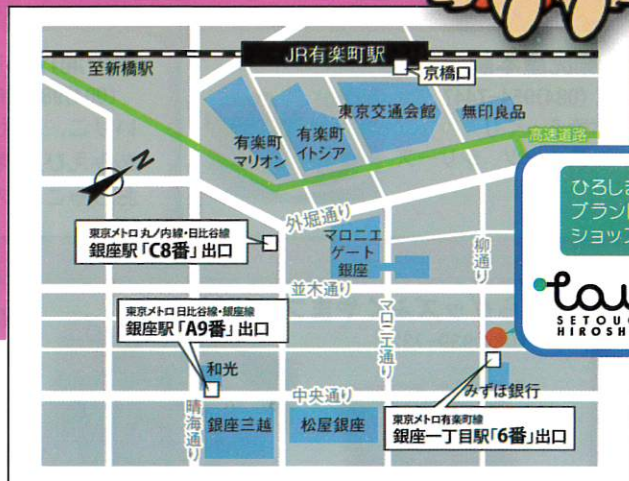 JR有楽町駅
至新橋駅
京橋口
東京交通会館
無印良品
有楽町
マリオン
有楽町
イトシア
高速道路
N
ひろしま
ブラン
ショップ
外堀通り
マロニエ
ゲート
銀座
柳通り
東京メトロ 丸ノ内線・日比谷線
銀座駅「C8番」出口
並木通り
マロニエ通り
東京メトロ 日比谷線・銀座線
銀座駅「A9番」出口
SETOU
HIROSH
和光
みずほ銀行
中央通り
晴海通り
銀座三越
松屋銀座
東京メトロ有楽町線
銀座一丁目駅「6番」出口